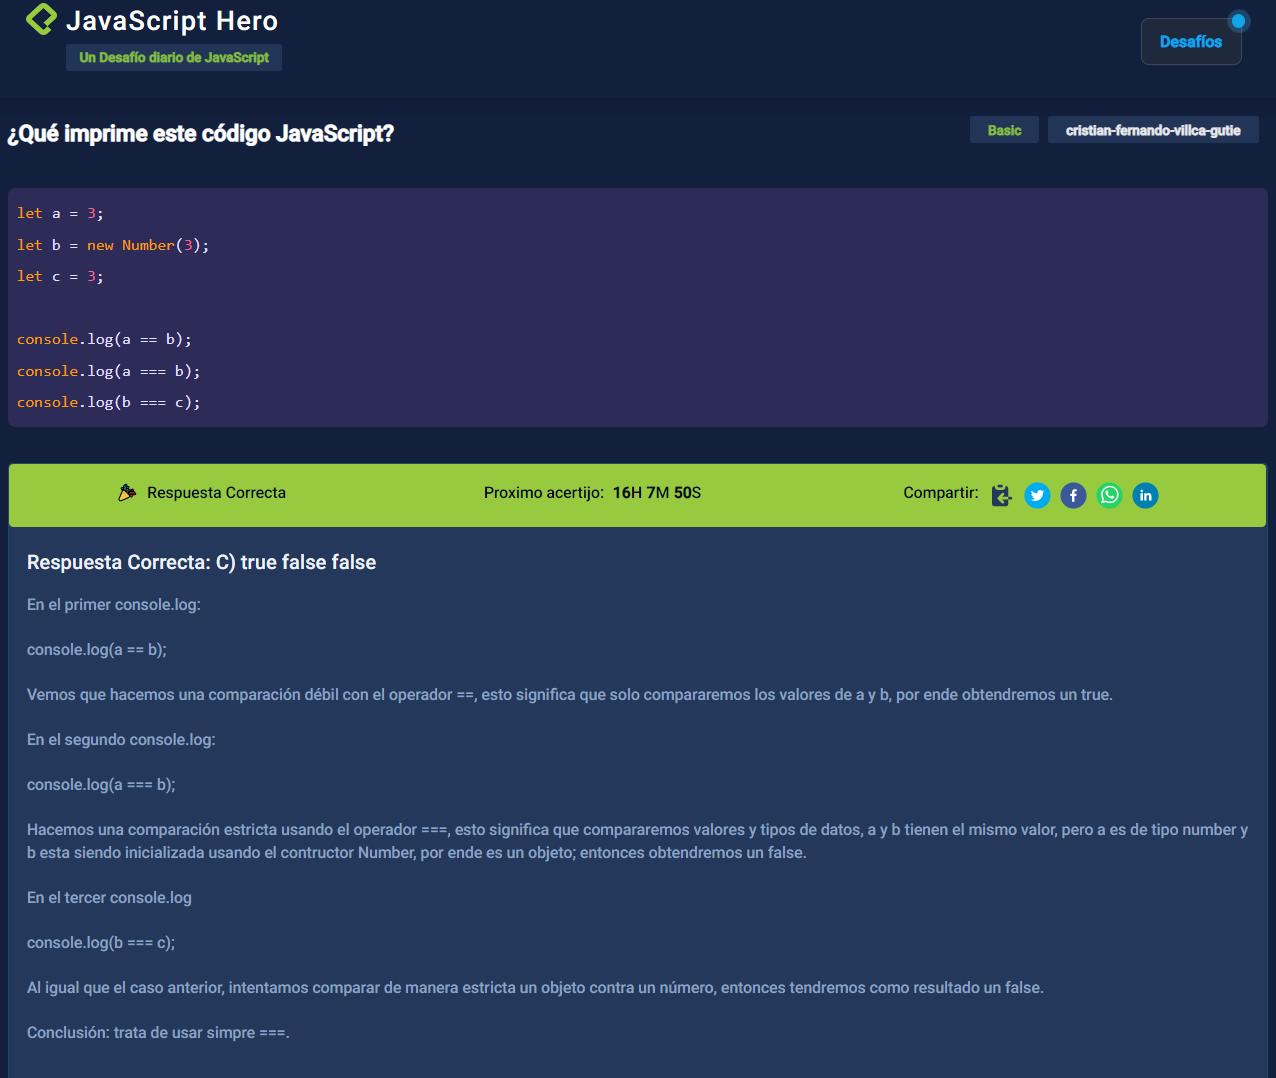 JavaScript Hero
Un Desafío diario de JavaScript
Desafíos
¿Qué imprime este código JavaScript?
Basic
cristian-fernando-villca-gutie
let a = 3;
let b = new Number(3);
let c = 3;
console.log(a == b);
console.log(a === b);
console.log(b === c);
Respuesta Correcta
Proximo acertijo: 16H 7M 50S
Compartir:
Respuesta Correcta: C) true false false
En el primer console.log:
console.log(a == b);
Vemos que hacemos una comparación débil con el operador ==, esto significa que solo compararemos los valores de a y b, por ende obtendremos un true.
En el segundo console.log:
console.log(a === b);
Hacemos una comparación estricta usando el operador ===, esto significa que compararemos valores y tipos de datos, a y b tienen el mismo valor, pero a es de tipo number y
b esta siendo inicializada usando el contructor Number, por ende es un objeto; entonces obtendremos un false.
En el tercer console.log
console.log(b === c);
Al igual que el caso anterior, intentamos comparar de manera estricta un objeto contra un número, entonces tendremos como resultado un false.
Conclusión: trata de usar simpre ===.